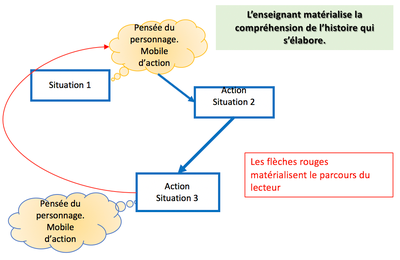 L'enseignant matérialise la
compréhension de l'histoire qui
s'élabore.
Pensée du
personnage.
Mobile
d'action
Situation 1
Action
Situation 2
Les flèches rouges
matérialisent le parcours du
lecteur
Action
Situation 3
Pensée du
personnage.
Mobile
d'action